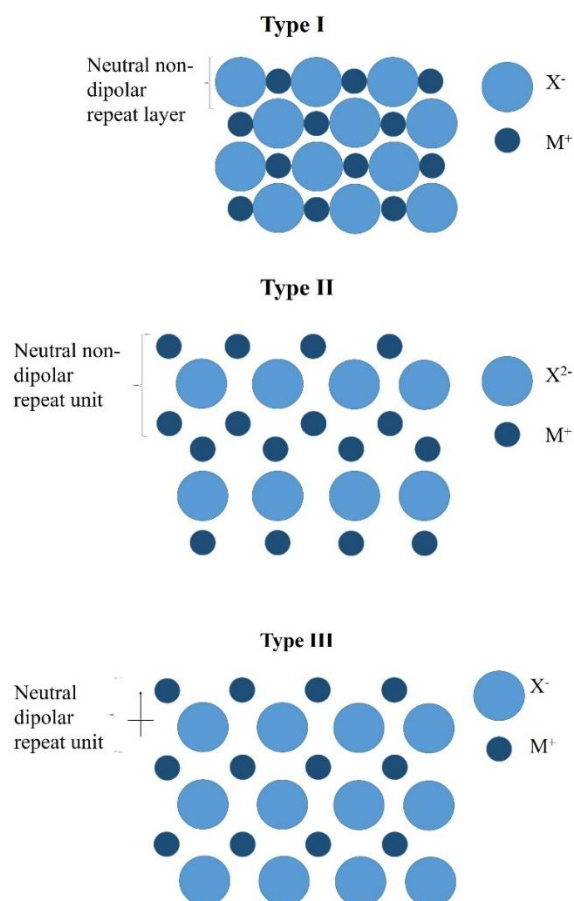 Type I
Neutral non-
dipolar
repeat layer
X⁻
M⁺
Type II
Neutral non-
dipolar
repeat unit
X²⁻
M⁺
Type III
Neutral
dipolar
repeat unit
X⁻
M⁺